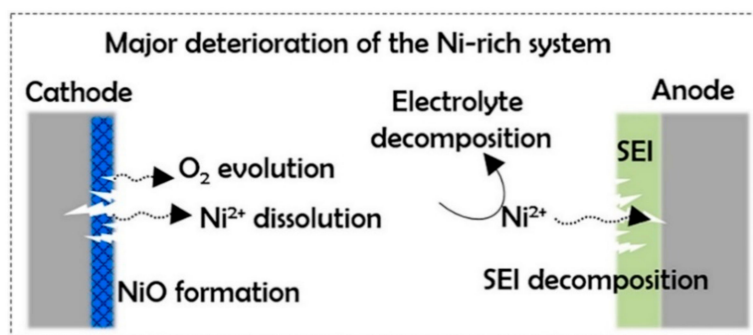 Major deterioration of the Ni-rich system
Cathode
Electrolyte
decomposition
Anode
SEI
O₂ evolution
Ni²⁺ dissolution
Ni²⁺
NiO formation
SEI decomposition